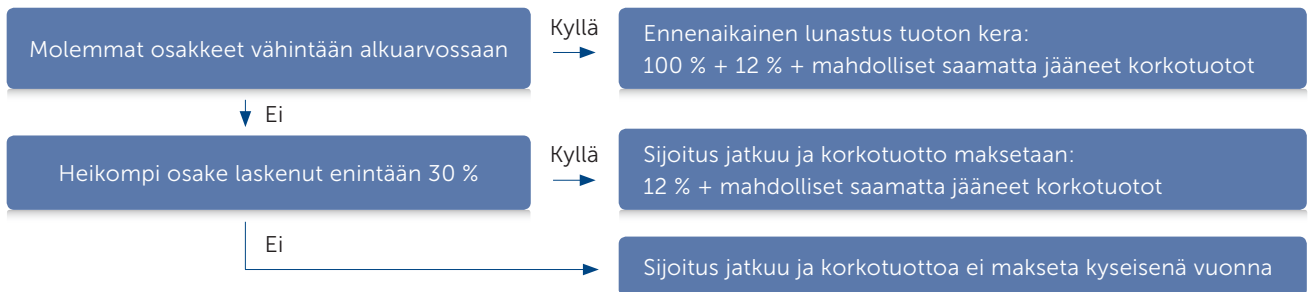 Molemmat osakkeet vähintään alkuarvossaan
Kyllä
Ennenaikainen lunastus tuoton kera:
100 % + 12 % + mahdolliset saamatta jääneet korkotuotot
Ei
Heikompi osake laskenut enintään 30 %
Kyllä
Sijoitus jatkuu ja korkotuotto maksetaan:
12 % + mahdolliset saamatta jääneet korkotuotot
Ei
Sijoitus jatkuu ja korkotuottoa ei makseta kyseisenä vuonna